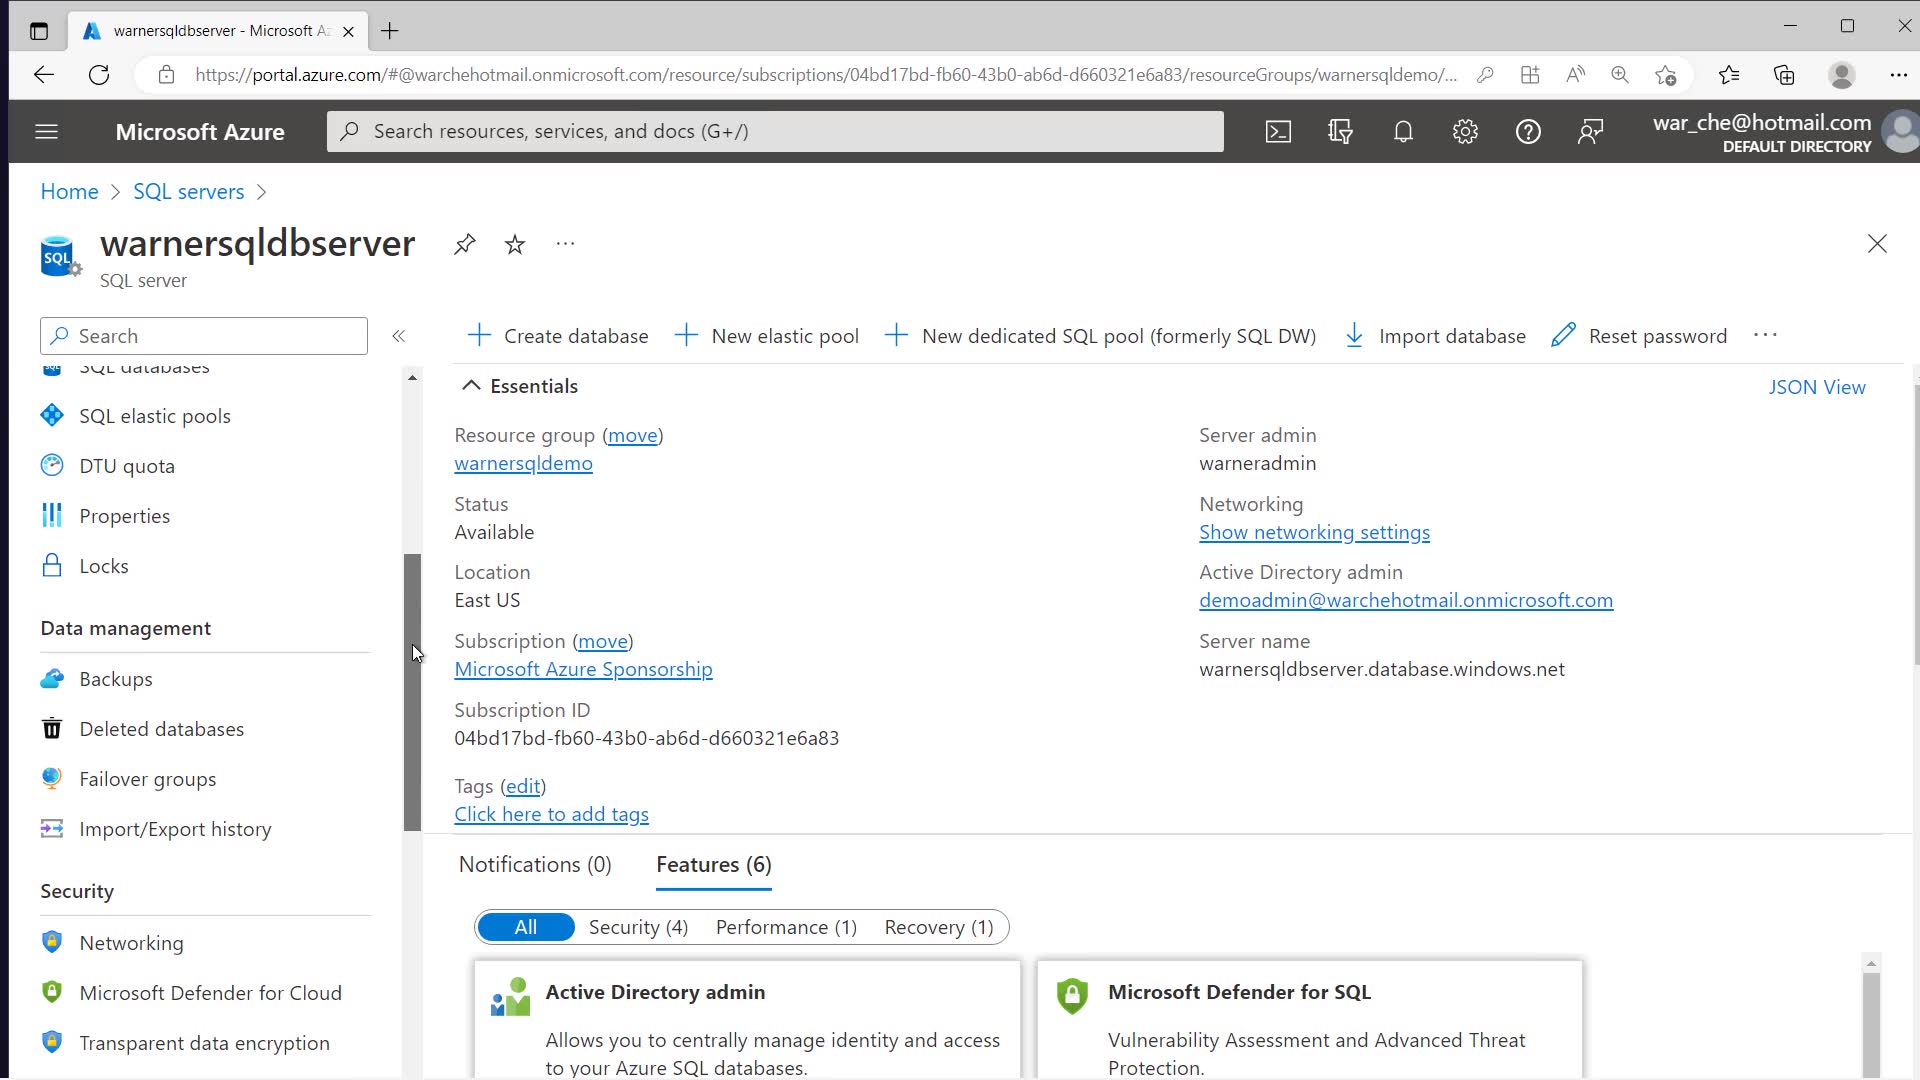 warnersqldbserver - Microsoft Az
https://portal.azure.com/#@warchehotmail.onmicrosoft.com/resource/subscriptions/04bd17bd-fb60-43b0-ab6d-d660321e6a83/resourceGroups/warnersqldemo/...
Microsoft Azure
Search resources, services, and docs (G+/)
war_che@hotmail.com
DEFAULT DIRECTORY
Home > SQL servers >
SQL
warnersqldbserver
SQL server
Search
Create database
New elastic pool
New dedicated SQL pool (formerly SQL DW)
Import database
Reset password
SQL databases
SQL elastic pools
DTU quota
Properties
Locks
Data management
Backups
Deleted databases
Failover groups
Import/Export history
Security
Networking
Microsoft Defender for Cloud
Transparent data encryption
Essentials
JSON View
Resource group (move)
warnersqldemo
Status
Available
Location
East US
Subscription (move)
Microsoft Azure Sponsorship
Subscription ID
04bd17bd-fb60-43b0-ab6d-d660321e6a83
Tags (edit)
Click here to add tags
Server admin
warneradmin
Networking
Show networking settings
Active Directory admin
demoadmin@warchehotmail.onmicrosoft.com
Server name
warnersqldbserver.database.windows.net
Notifications (0)
Features (6)
All
Security (4)
Performance (1)
Recovery (1)
Active Directory admin
Allows you to centrally manage identity and access
to your Azure SQL databases.
Microsoft Defender for SQL
Vulnerability Assessment and Advanced Threat
Protection.